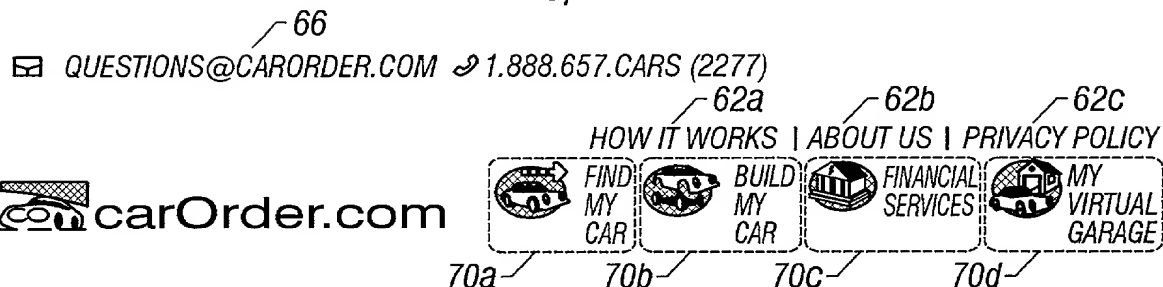 66
QUESTIONS@CARORDER.COM 1.888.657.CARS (2277)
62a 62b 62c
HOW IT WORKS | ABOUT US | PRIVACY POLICY
carOrder.com
FIND
MY
CAR
BUILD
MY
CAR
FINANCIAL
SERVICES
MY
VIRTUAL
GARAGE
70a 70b 70c 70d